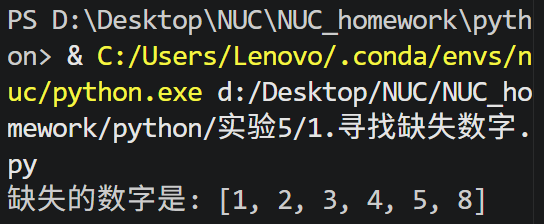 PS D:\Desktop\NUC\NUC_homework\pyth
on> & C:/Users/Lenovo/.conda/envs/n
uc/python.exe d:/Desktop/NUC/NUC_ho
mework/python/实验5/1.寻找缺失数字.
py
缺失的数字是: [1, 2, 3, 4, 5, 8]